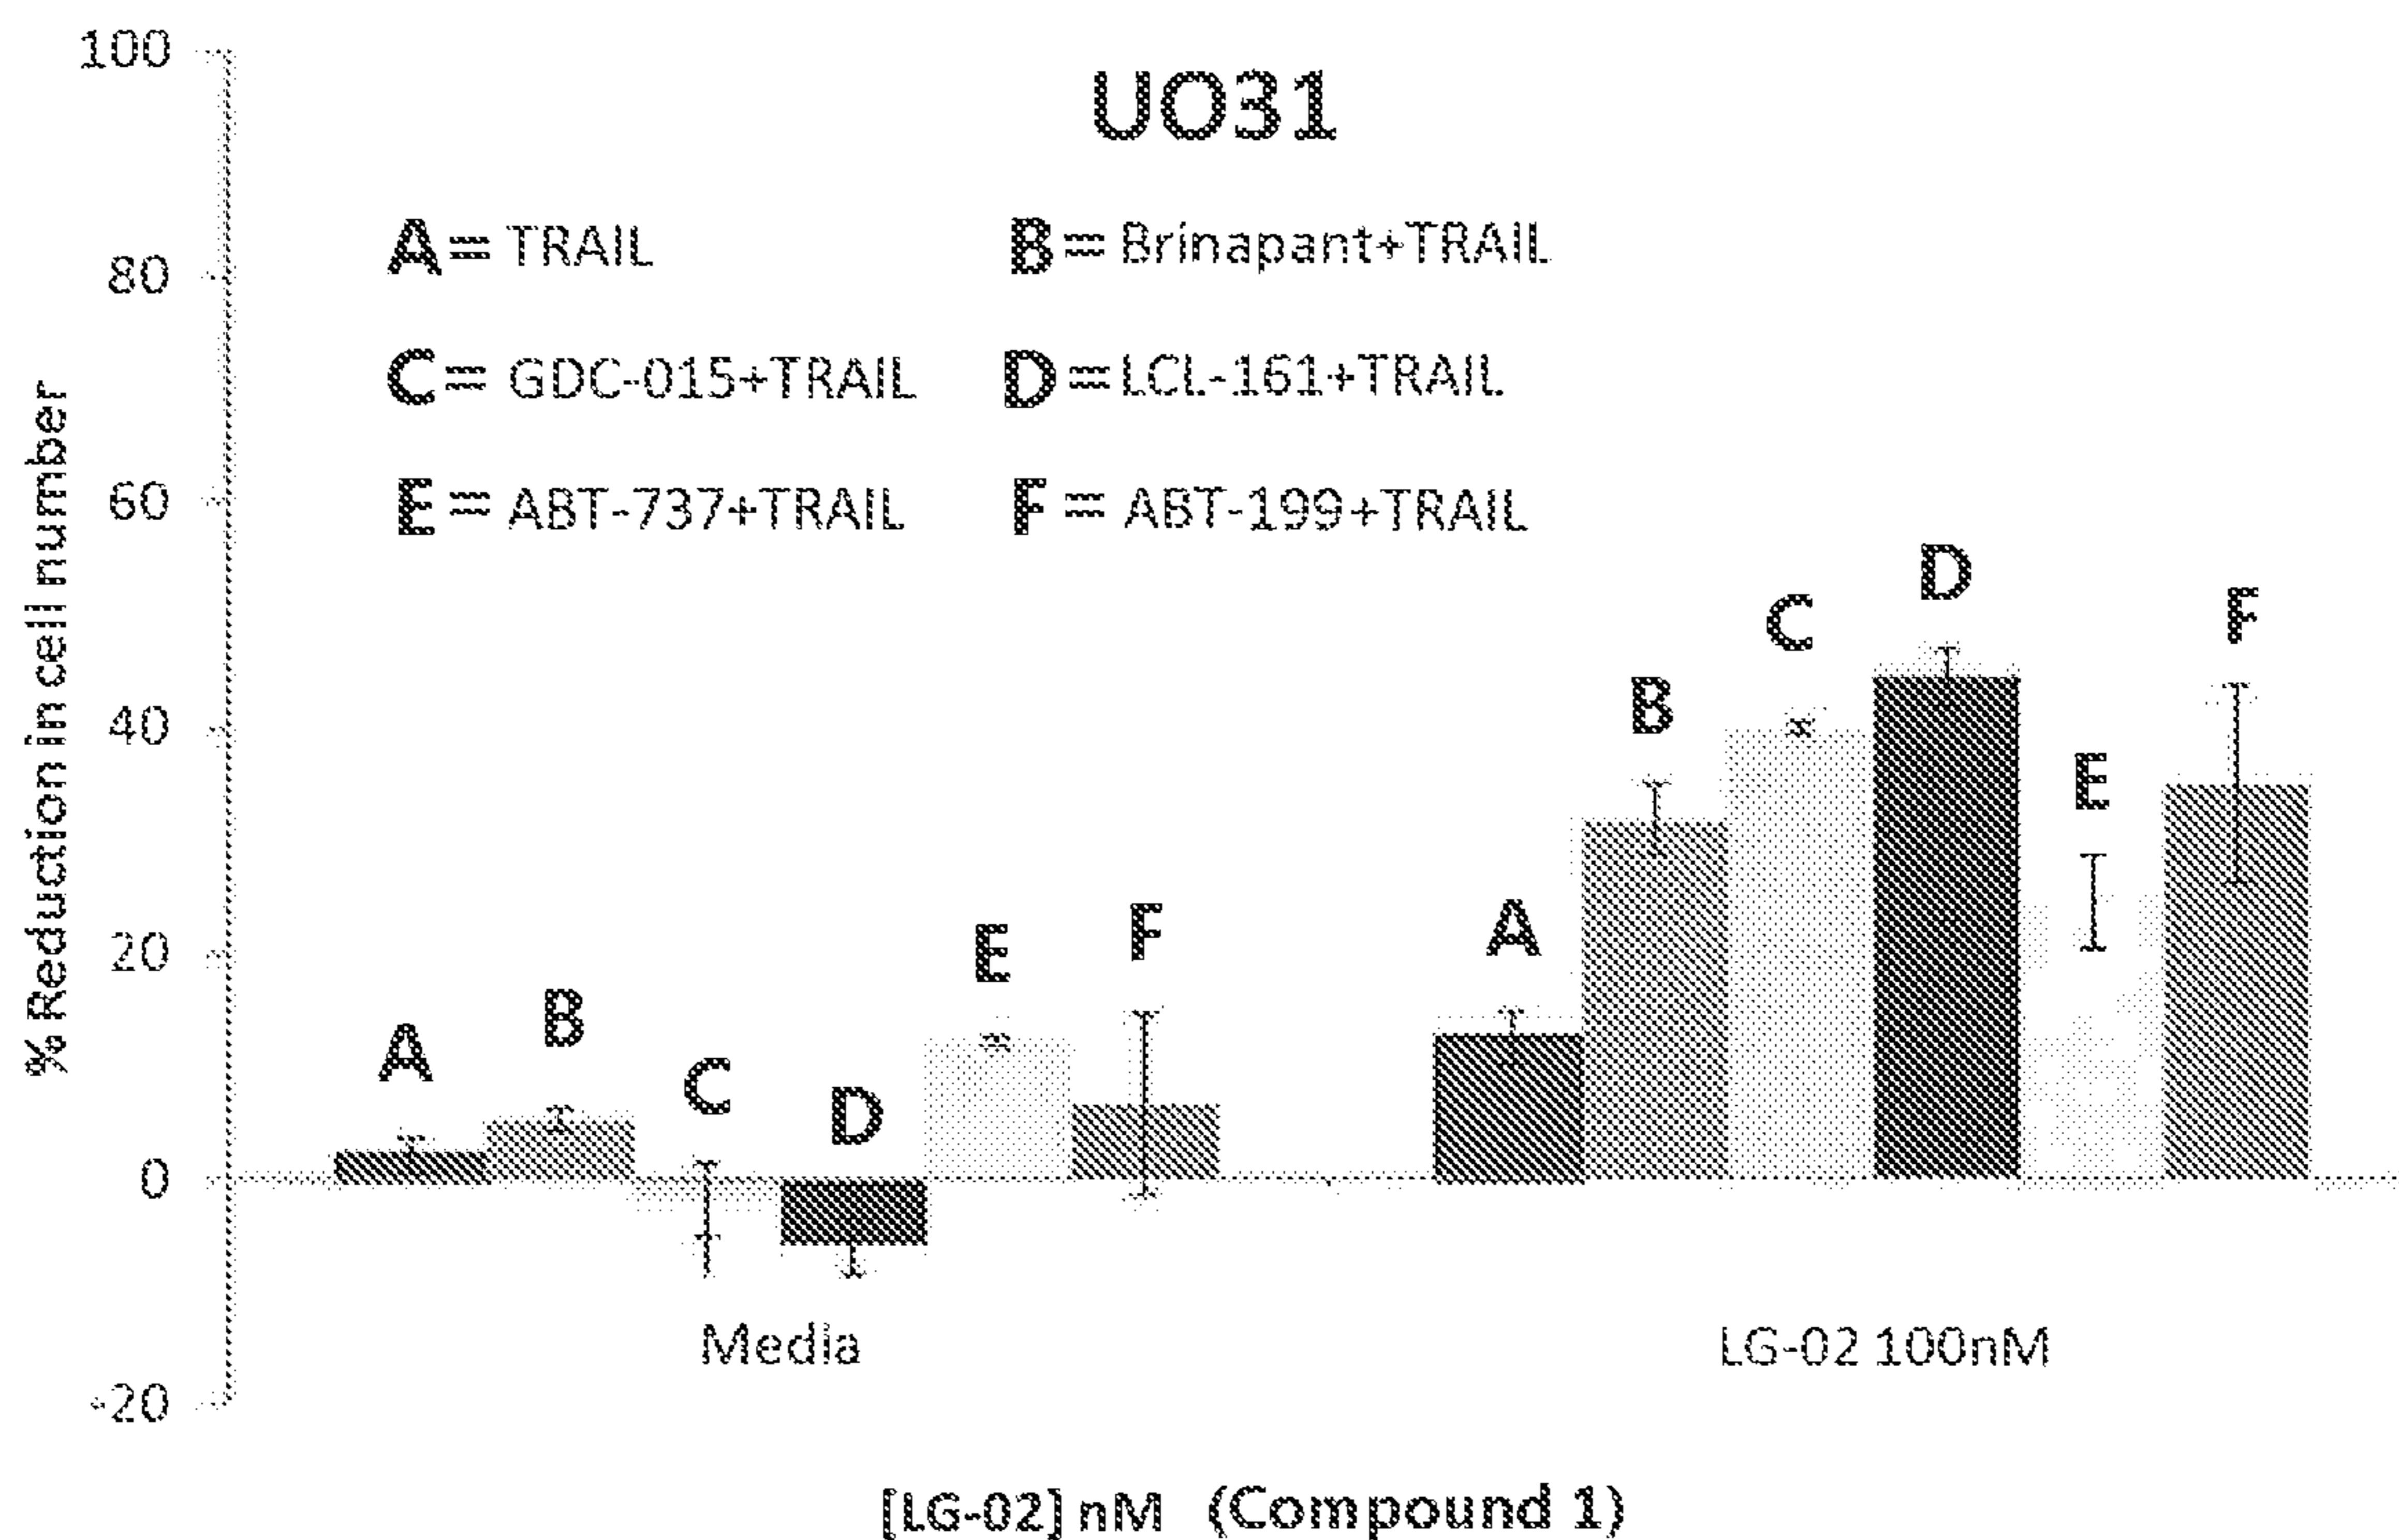 UO31
A = TRAIL
B = Brinapant+TRAIL
C = GDC-015+TRAIL
D = LCL-161+TRAIL
E = ABT-737+TRAIL
F = ABT-199+TRAIL
% Reduction in cell number
100
80
60
40
20
0
-20
A
B
C
D
E
F
A
B
C
D
E
F
Media
LG-02 100nM
[LG-02] nM (Compound 1)